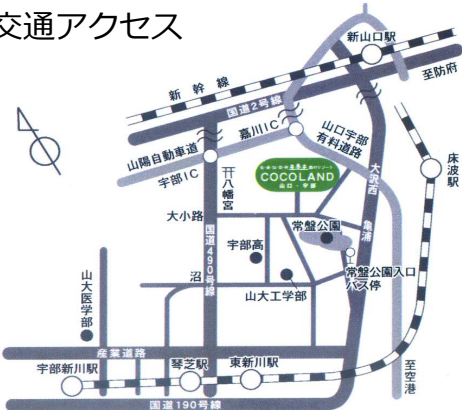 交通アクセス
新山口駅
至防府
新幹線
国道2号線
嘉川IC
山口宇部
有料道路
山陽自動車道
宇部IC
八幡宮
COCOLAND
山口・宇部
大沢西
床波駅
大小路
常盤公園
亀浦
宇部高
国道490号線
沼
山大工学部
常盤公園入口
バス停
山大医学部
産業道路
至空港
宇部新川駅
琴芝駅
東新川駅
国道190号線